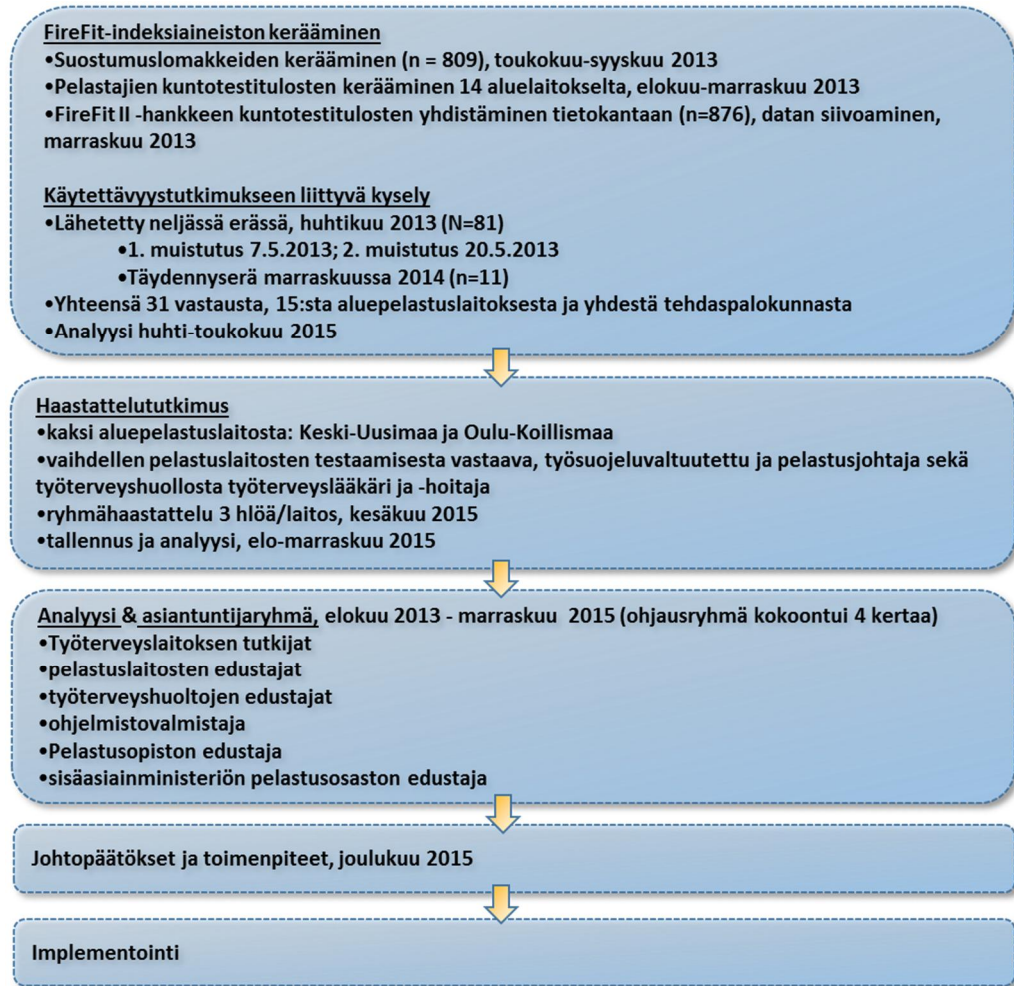 FireFit-indeksiaineiston kerääminen
•Suostumuslomakkeiden kerääminen (n = 809), toukokuu-syyskuu 2013
•Pelastajien kuntotestitulosten kerääminen 14 aluelaitokselta, elokuu-marraskuu 2013
•FireFit II -hankkeen kuntotestitulosten yhdistäminen tietokantaan (n=876), datan siivoaminen,
marraskuu 2013
Käytettävyystutkimukseen liittyvä kysely
•Lähetetty neljässä erässä, huhtikuu 2013 (N=81)
•1. muistutus 7.5.2013; 2. muistutus 20.5.2013
•Täydennyserä marraskuussa 2014 (n=11)
•Yhteensä 31 vastausta, 15:sta aluepelastuslaitoksesta ja yhdestä tehdaspalokunnasta
•Analyysi huhti-toukokuu 2015
Haastattelututkimus
•kaksi aluepelastuslaitosta: Keski-Uusimaa ja Oulu-Koillismaa
•vaihdellen pelastuslaitosten testaamisesta vastaava, työsuojeluvaltuutettu ja pelastusjohtaja sekä
työterveyshuollosta työterveyslääkäri ja -hoitaja
•ryhmähaastattelu 3 hlöä/laitos, kesäkuu 2015
•tallennus ja analyysi, elo-marraskuu 2015
Analyysi & asiantuntijaryhmä, elokuu 2013 - marraskuu 2015 (ohjausryhmä kokoontui 4 kertaa)
•Työterveyslaitoksen tutkijat
•pelastuslaitosten edustajat
•työterveyshuoltojen edustajat
•ohjelmistovalmistaja
•Pelastusopiston edustaja
•sisäasiainministeriön pelastusosaston edustaja
Johtopäätökset ja toimenpiteet, joulukuu 2015
Implementointi